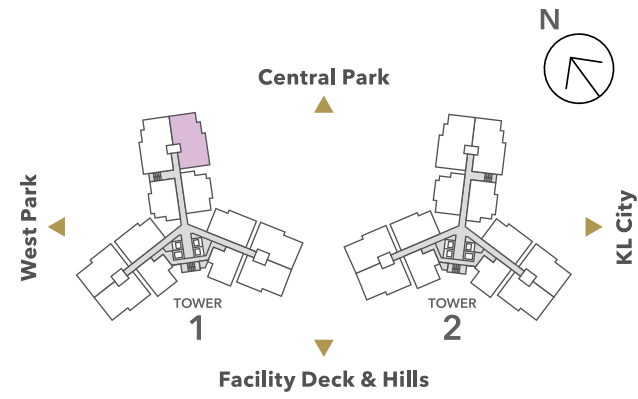 N
Central Park
West Park
KL City
TOWER
1
TOWER
2
Facility Deck & Hills